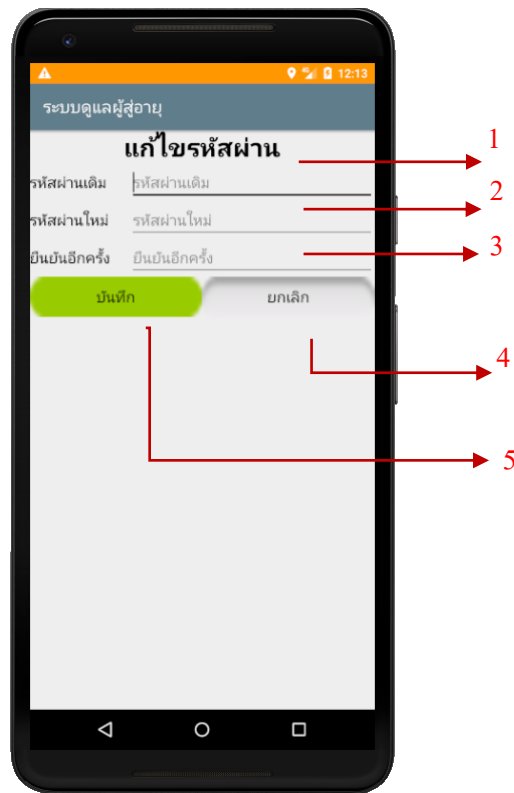 12:13
ระบบดูแลผู้สู่อายุ
แก้ไขรหัสผ่าน
1
รหัสผ่านเดิม รหัสผ่านเดิม
2
รหัสผ่านใหม่ รหัสผ่านใหม่
3
ยืนยันอีกครั้ง ยืนยันอีกครั้ง
บันทึก ยกเลิก
4
5